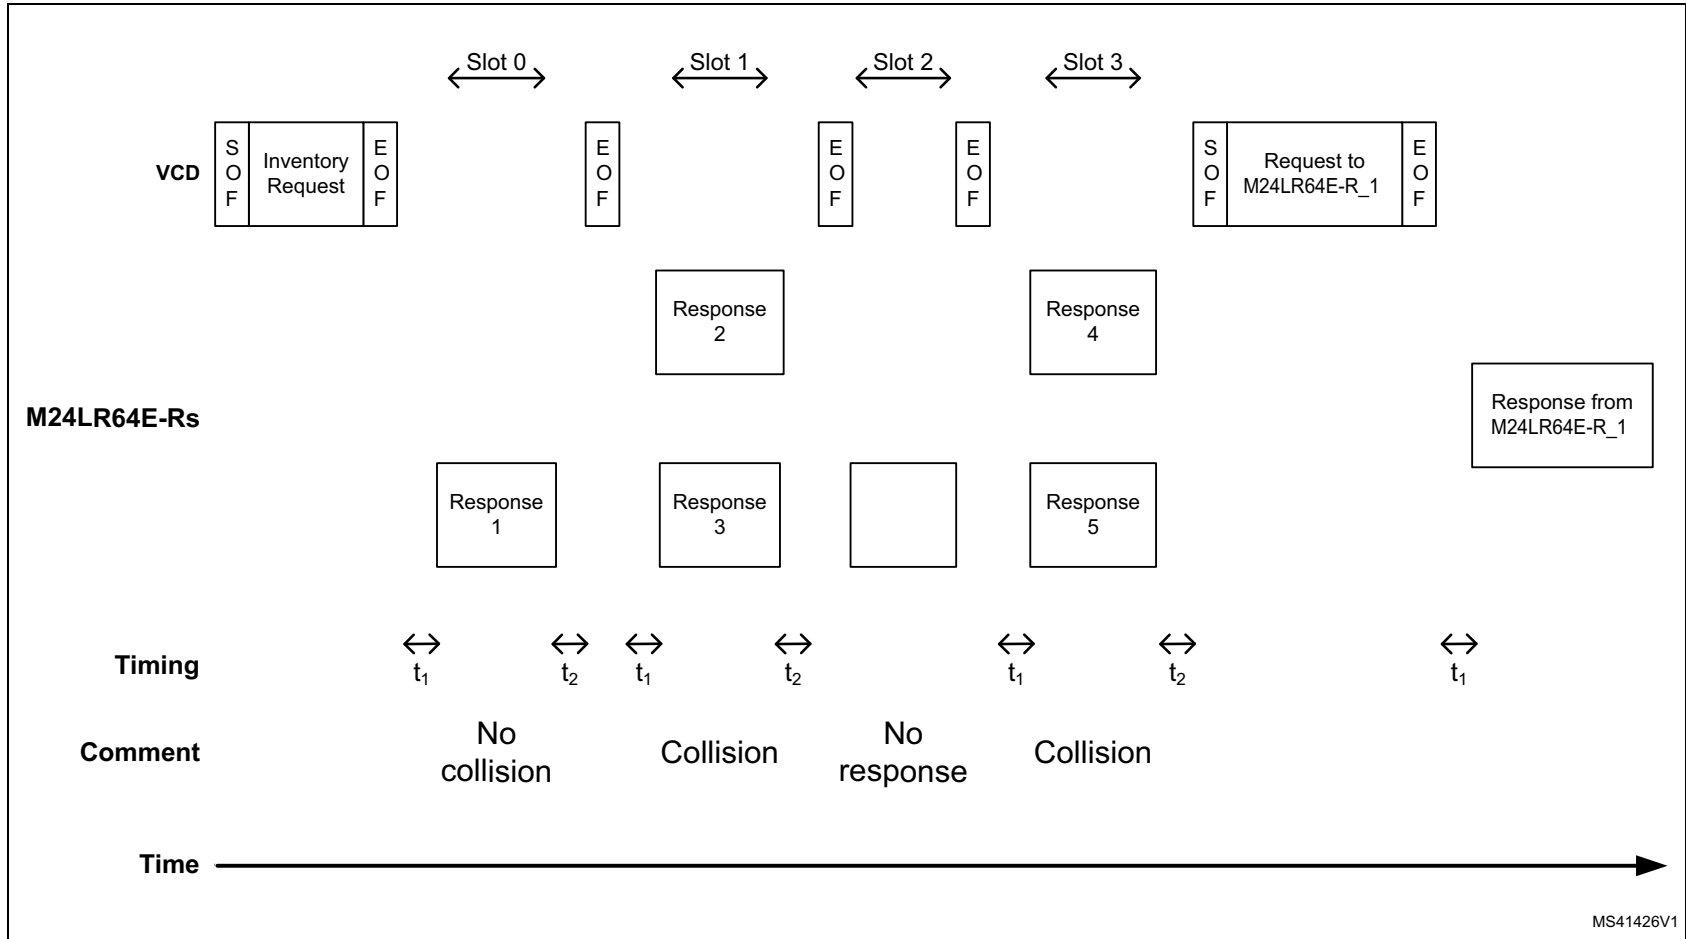 Slot 0
Slot 1
Slot 2
Slot 3
VCD
S
O
F
Inventory
Request
E
O
F
E
O
F
E
O
F
E
O
F
S
O
F
Request to
M24LR64E-R_1
E
O
F
Response
2
Response
4
M24LR64E-Rs
Response from
M24LR64E-R_1
Response
1
Response
3
Response
5
Timing
t1
t2
t1
t2
t1
t2
t1
Comment
No
collision
Collision
No
response
Collision
Time
MS41426V1